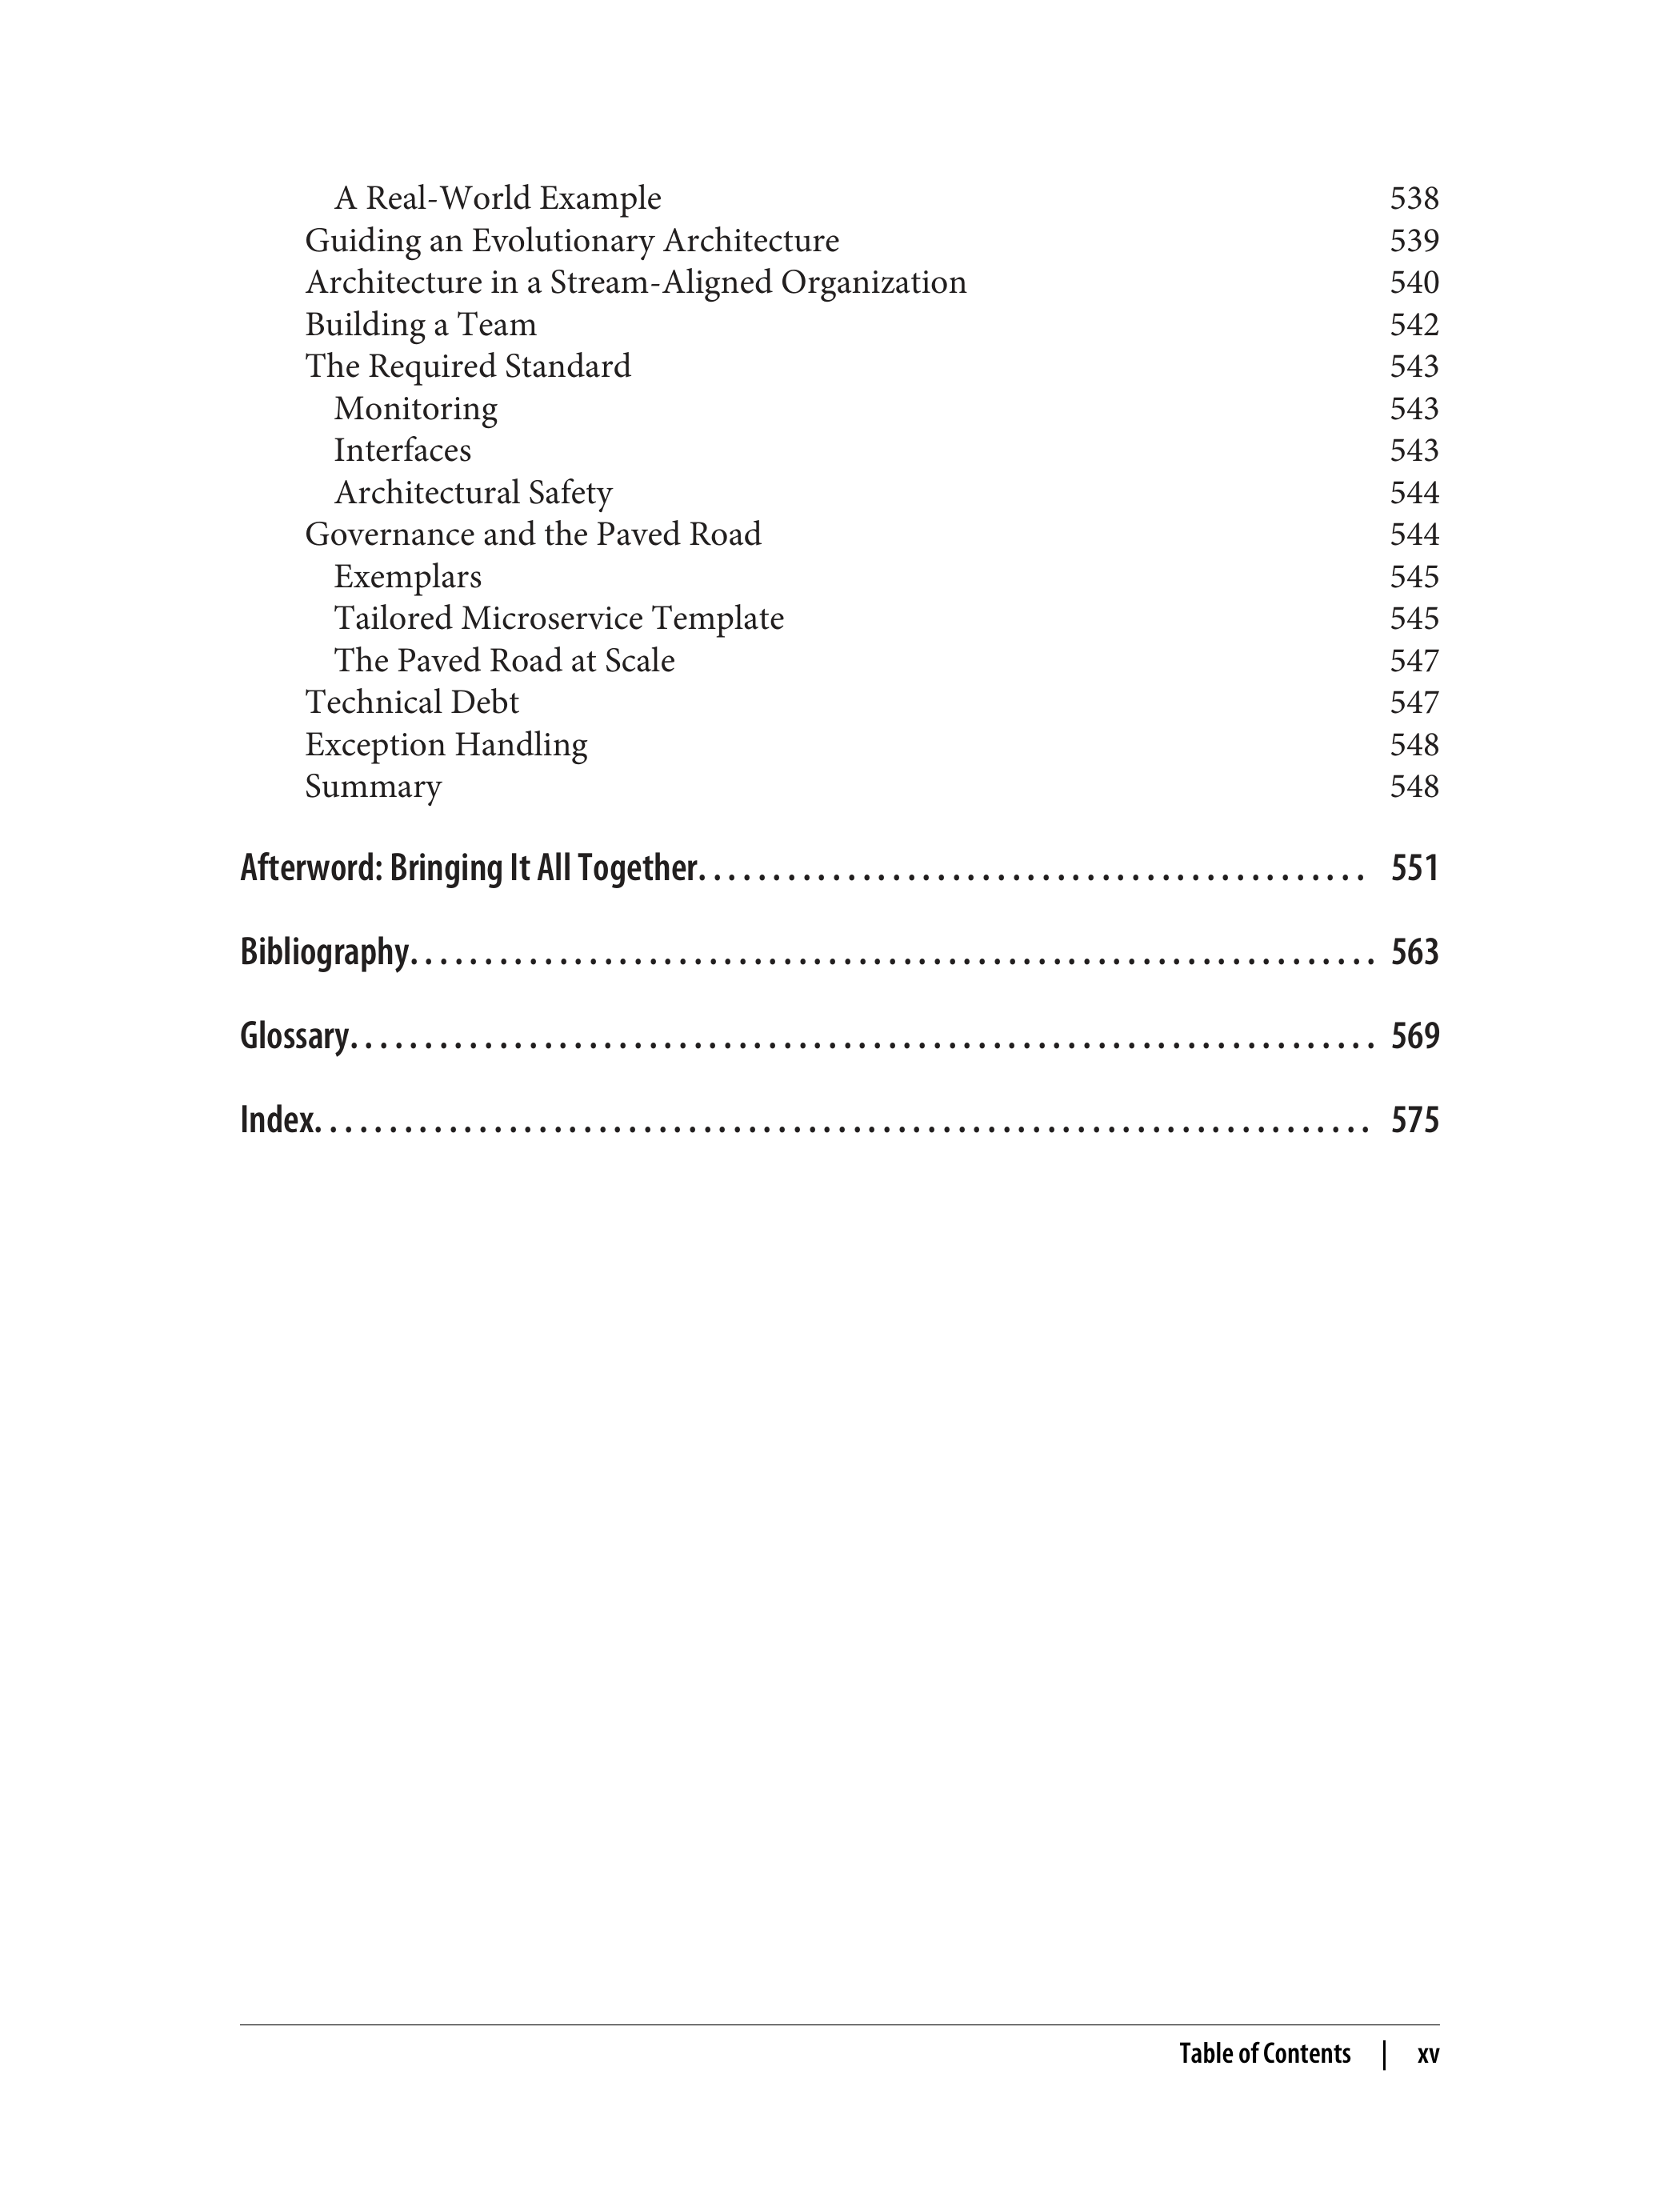 A Real-World Example 538
Guiding an Evolutionary Architecture 539
Architecture in a Stream-Aligned Organization 540
Building a Team 542
The Required Standard 543
Monitoring 543
Interfaces 543
Architectural Safety 544
Governance and the Paved Road 544
Exemplars 545
Tailored Microservice Template 545
The Paved Road at Scale 547
Technical Debt 547
Exception Handling 548
Summary 548
Afterword: Bringing It All Together. . . . . . . . . . . . . . . . . . . . . . . . . . . . . . . . . . . . . . . . . . . . . 551
Bibliography. . . . . . . . . . . . . . . . . . . . . . . . . . . . . . . . . . . . . . . . . . . . . . . . . . . . . . . . . . . . . . . . . 563
Glossary. . . . . . . . . . . . . . . . . . . . . . . . . . . . . . . . . . . . . . . . . . . . . . . . . . . . . . . . . . . . . . . . . . . . . 569
Index. . . . . . . . . . . . . . . . . . . . . . . . . . . . . . . . . . . . . . . . . . . . . . . . . . . . . . . . . . . . . . . . . . . . . . . 575
Table of Contents | xv